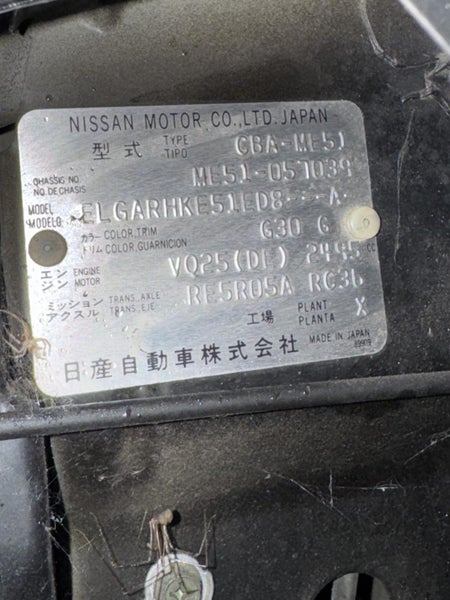 NISSAN MOTOR CO.,LTD. JAPAN
型式 TYPE TIPO CBA-ME51
CHASSIS NO. NO.DECHASIS ME51-057039
MODEL MODELO ELGARHKE51ED8---A-
カラー トリム COLOR,TRIM COLOR,GUARNICION G30 G
エンジン ENGINE MOTOR VQ25(DE) 2495 CC
ミッション アクスル TRANS.AXLE TRANS.EJE RE5R05A RC36
工場 PLANT PLANTA X
日産自動車株式会社 MADE IN JAPAN